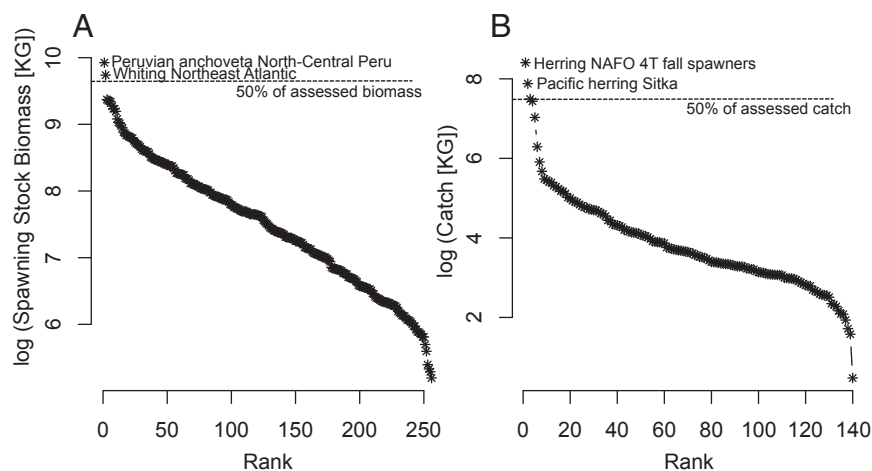 A
log (Spawning Stock Biomass [KG])
10
9
8
7
6
Peruvian anchoveta North-Central Peru
Whiting Northeast Atlantic
50% of assessed biomass
0 50 100 150 200 250
Rank
B
log (Catch [KG])
8
6
4
2
Herring NAFO 4T fall spawners
Pacific herring Sitka
50% of assessed catch
0 20 40 60 80 100 120 140
Rank